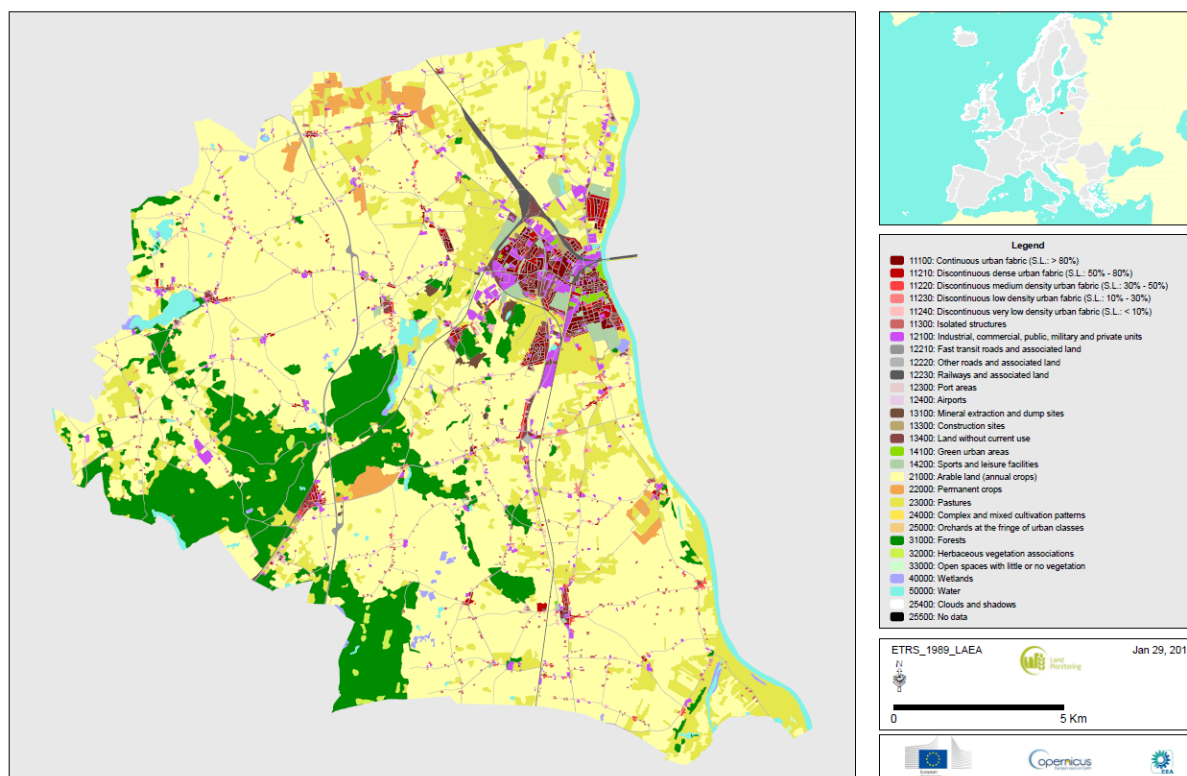 Legend
11100: Continuous urban fabric (S.L.: > 80%)
11210: Discontinuous dense urban fabric (S.L.: 50% - 80%)
11220: Discontinuous medium density urban fabric (S.L.: 30% - 50%)
11230: Discontinuous low density urban fabric (S.L.: 10% - 30%)
11240: Discontinuous very low density urban fabric (S.L.: < 10%)
11300: Isolated structures
12100: Industrial, commercial, public, military and private units
12210: Fast transit roads and associated land
12220: Other roads and associated land
12230: Railways and associated land
12300: Port areas
12400: Airports
13100: Mineral extraction and dump sites
13300: Construction sites
13400: Land without current use
14100: Green urban areas
14200: Sports and leisure facilities
21000: Arable land (annual crops)
22000: Permanent crops
23000: Pastures
24000: Complex and mixed cultivation patterns
25000: Orchards at the fringe of urban classes
31000: Forests
32000: Herbaceous vegetation associations
33000: Open spaces with little or no vegetation
40000: Wetlands
50000: Water
25400: Clouds and shadows
25500: No data
ETRS_1989_LAEA
Land
Monitoring
Jan 29, 201
N
0 5 Km
European
opernicus
EEA